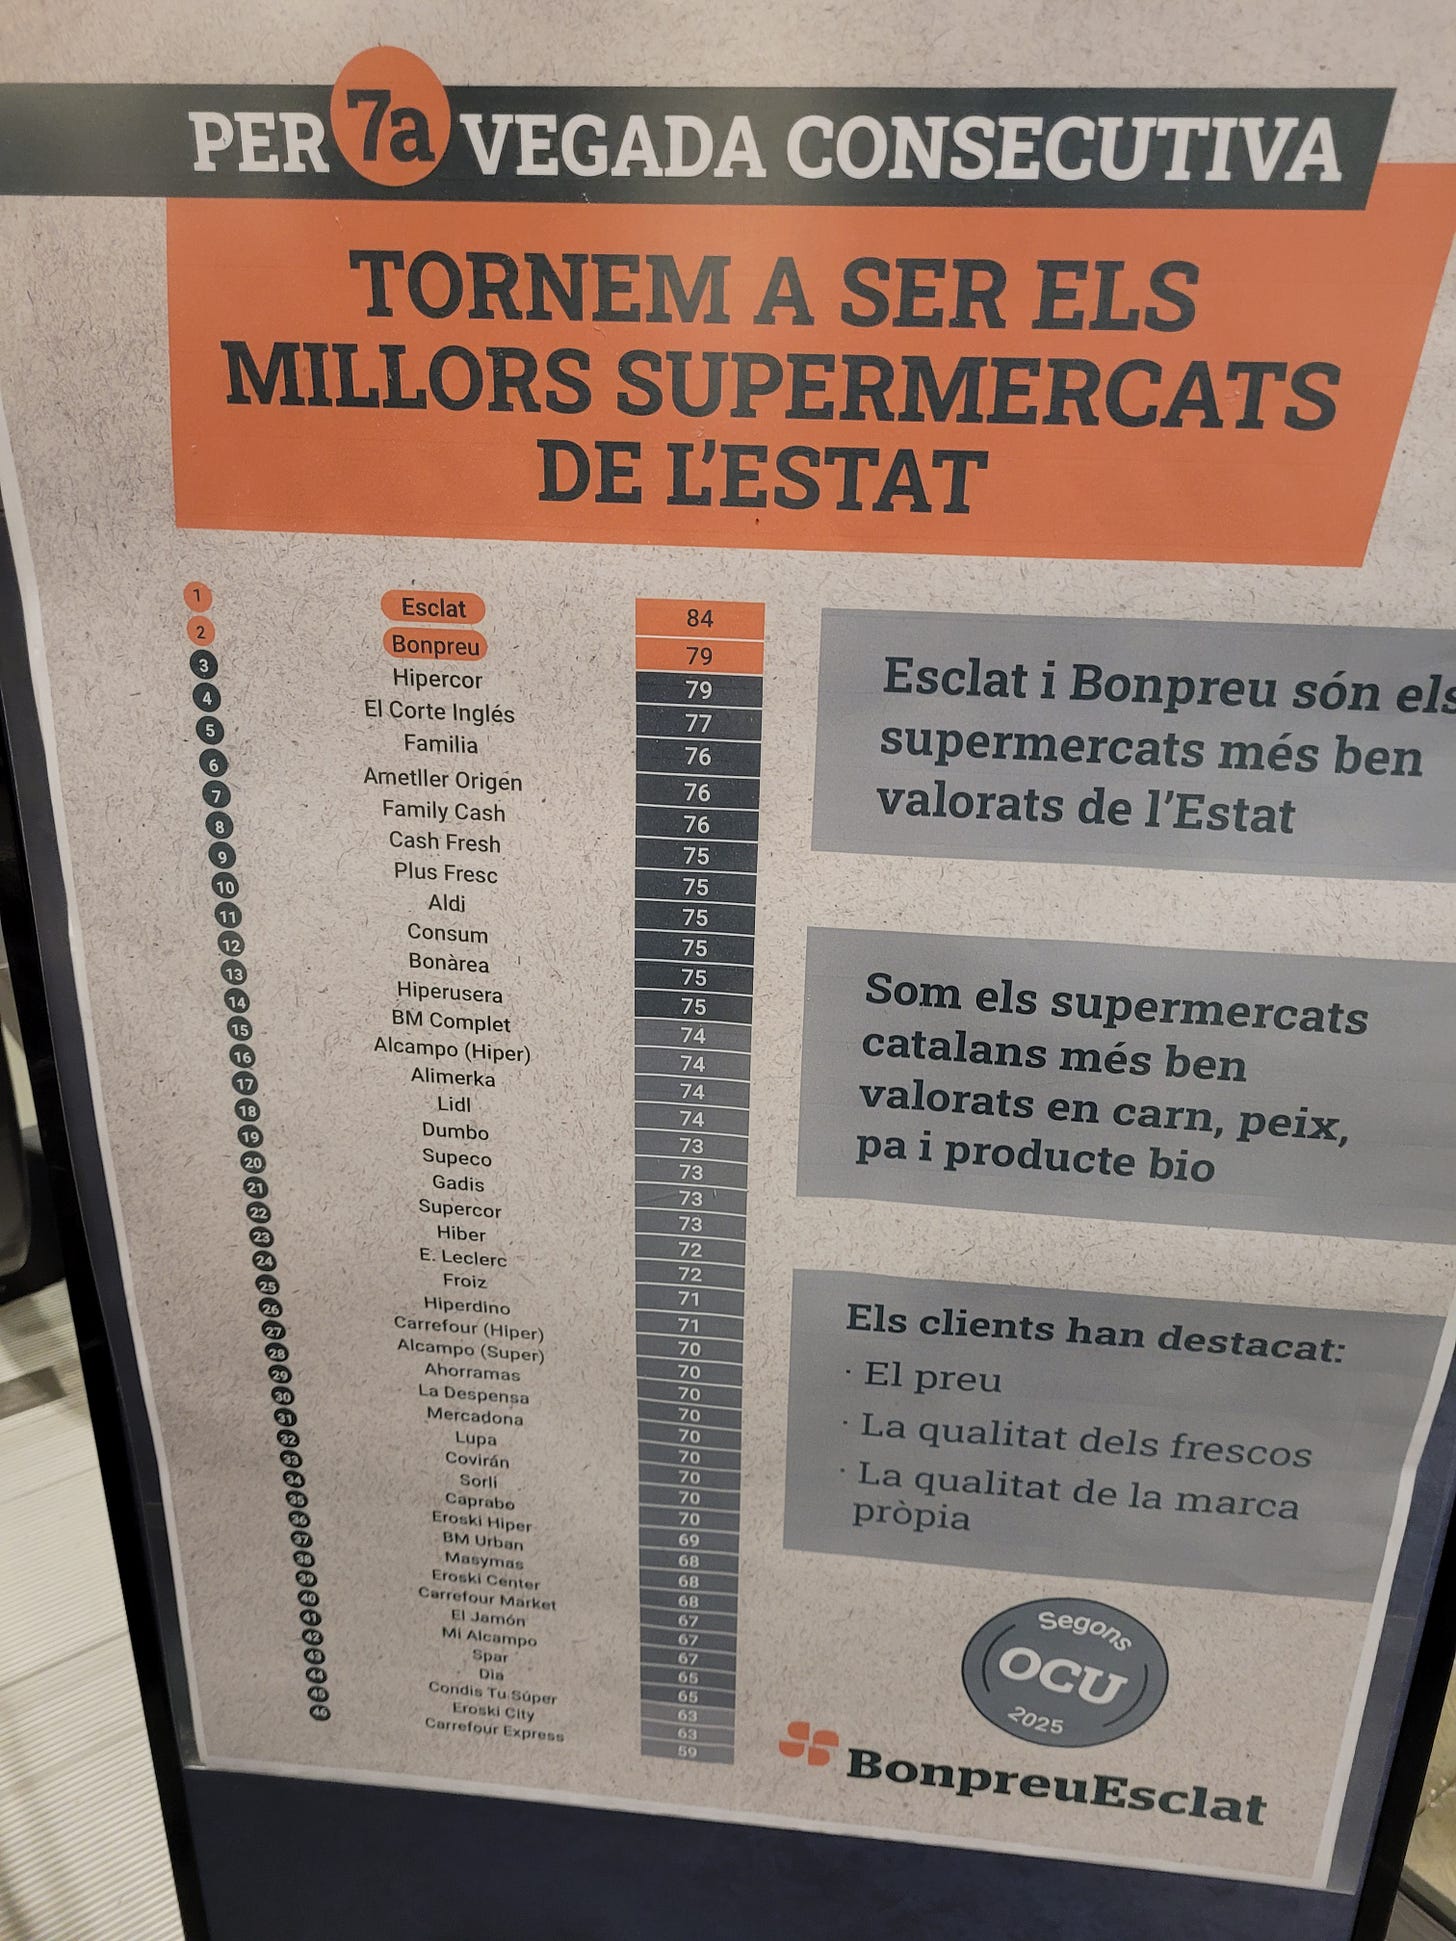 PER 7a VEGADA CONSECUTIVA
TORNEM A SER ELS
MILLORS SUPERMERCATS
DE L'ESTAT
1 Esclat 84
2 Bonpreu 79
3 Hipercor 79
4 El Corte Inglés 77
5 Familia 76
6 Ametller Origen 76
7 Family Cash 76
8 Cash Fresh 75
9 Plus Fresc 75
10 Aldi 75
11 Consum 75
12 Bonàrea 75
13 Hiperusera 75
14 BM Complet 74
15 Alcampo (Hiper) 74
16 Alimerka 74
17 Lidl 74
18 Dumbo 73
19 Supeco 73
20 Gadis 73
21 Supercor 73
22 Hiber 72
23 E. Leclerc 72
24 Froiz 71
25 Hiperdino 71
26 Carrefour (Hiper) 70
27 Alcampo (Super) 70
28 Ahorramas 70
29 La Despensa 70
30 Mercadona 70
31 Lupa 70
32 Covirán 70
33 Sorli 70
34 Caprabo 70
35 Eroski Hiper 69
36 BM Urban 68
37 Masymas 68
38 Eroski Center 68
39 Carrefour Market 67
40 El Jamón 67
41 Mi Alcampo 67
42 Spar 65
43 Dia 65
44 Condis Tu Súper 63
45 Eroski City 63
46 Carrefour Express 59
Esclat i Bonpreu són els
supermercats més ben
valorats de l'Estat
Som els supermercats
catalans més ben
valorats en carn, peix,
pa i producte bio
Els clients han destacat:
· El preu
· La qualitat dels frescos
· La qualitat de la marca
pròpia
Segons
OCU
2025
BonpreuEsclat